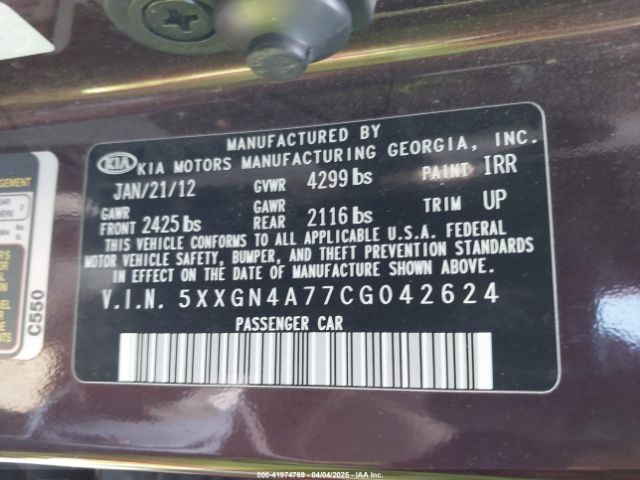 MANUFACTURED BY
KIA KIA MOTORS MANUFACTURING GEORGIA, INC.
JAN/21/12 GVWR 4299 lbs PAINT IRR
GAWR FRONT 2425 lbs GAWR REAR 2116 lbs TRIM UP
THIS VEHICLE CONFORMS TO ALL APPLICABLE U.S.A. FEDERAL
MOTOR VEHICLE SAFETY, BUMPER, AND THEFT PREVENTION STANDARDS
IN EFFECT ON THE DATE OF MANUFACTURE SHOWN ABOVE.
V.I.N. 5XXGN4A77CG042624
PASSENGER CAR
C550
000-41974769 - 04/04/2025 - IAA Inc.